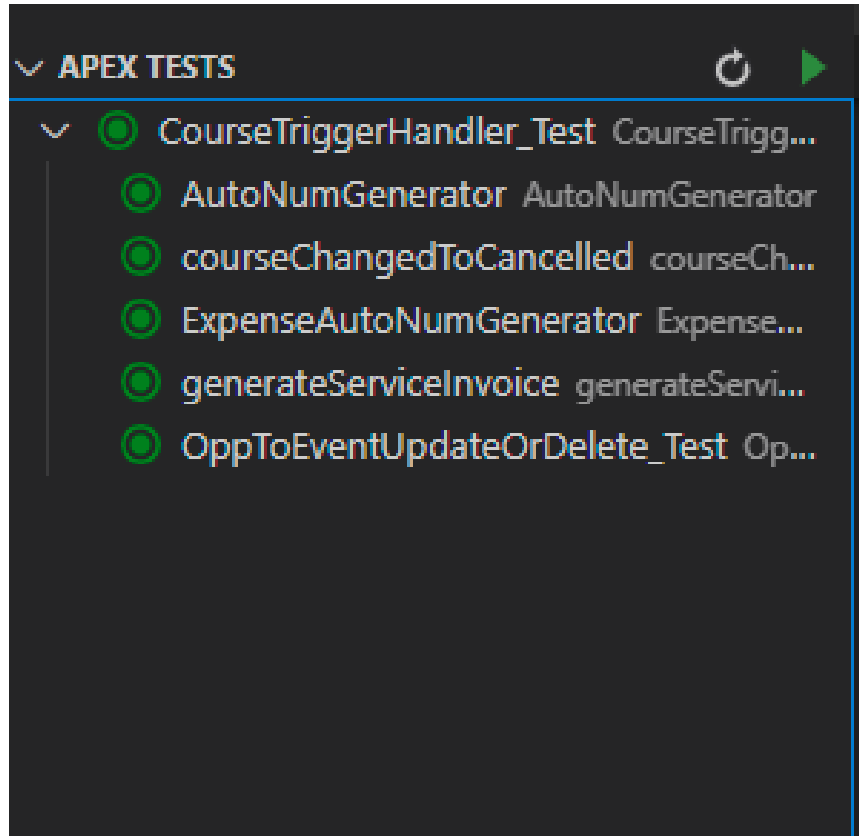 APEX TESTS
CourseTriggerHandler_Test CourseTrigg...
AutoNumGenerator AutoNumGenerator
courseChangedToCancelled courseCh...
ExpenseAutoNumGenerator Expense...
generateServiceInvoice generateServi...
OppToEventUpdateOrDelete_Test Op...